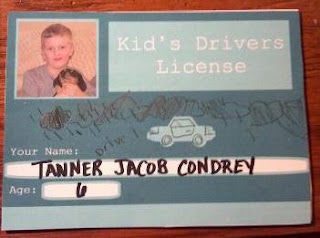 Kid's Drivers
License
Your Name:
TANNER JACOB CONDREY
Age: 6